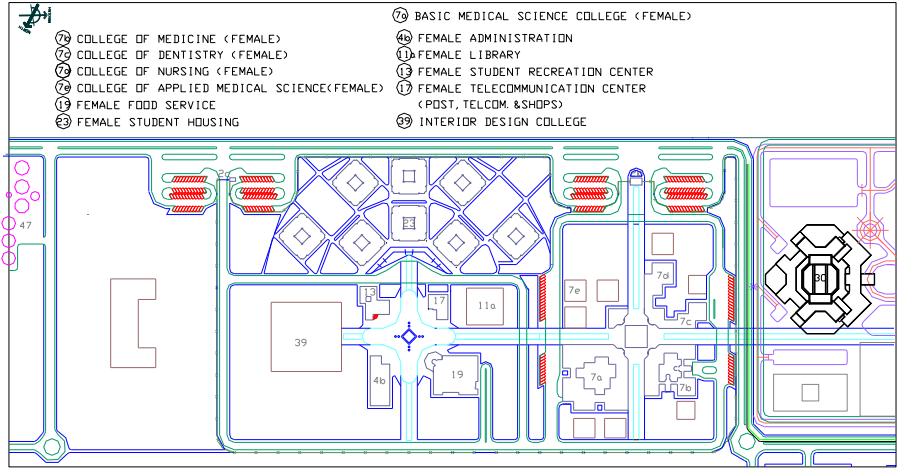 7a BASIC MEDICAL SCIENCE COLLEGE (FEMALE)
7b COLLEGE OF MEDICINE (FEMALE)
7c COLLEGE OF DENTISTRY (FEMALE)
7d COLLEGE OF NURSING (FEMALE)
7e COLLEGE OF APPLIED MEDICAL SCIENCE(FEMALE)
19 FEMALE FOOD SERVICE
23 FEMALE STUDENT HOUSING
4b FEMALE ADMINISTRATION
11a FEMALE LIBRARY
13 FEMALE STUDENT RECREATION CENTER
17 FEMALE TELECOMMUNICATION CENTER
(POST, TELCOM. &SHOPS)
39 INTERIOR DESIGN COLLEGE
47
23
30
13
17
11a
39
4b
19
7e
7d
7c
7a
7b